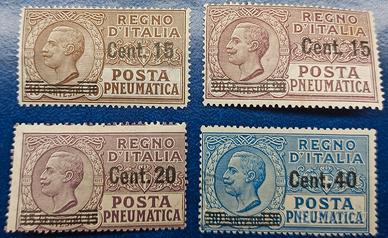 REGNO
D'ITALIA
Cent. 15
POSTA
PNEUMATICA
REGNO
D'ITALIA
Cent. 15
POSTA
PNEUMATICA
REGNO
D'ITALIA
Cent. 20
POSTA
PNEUMATICA
REGNO
D'ITALIA
Cent. 40
POSTA
PNEUMATICA